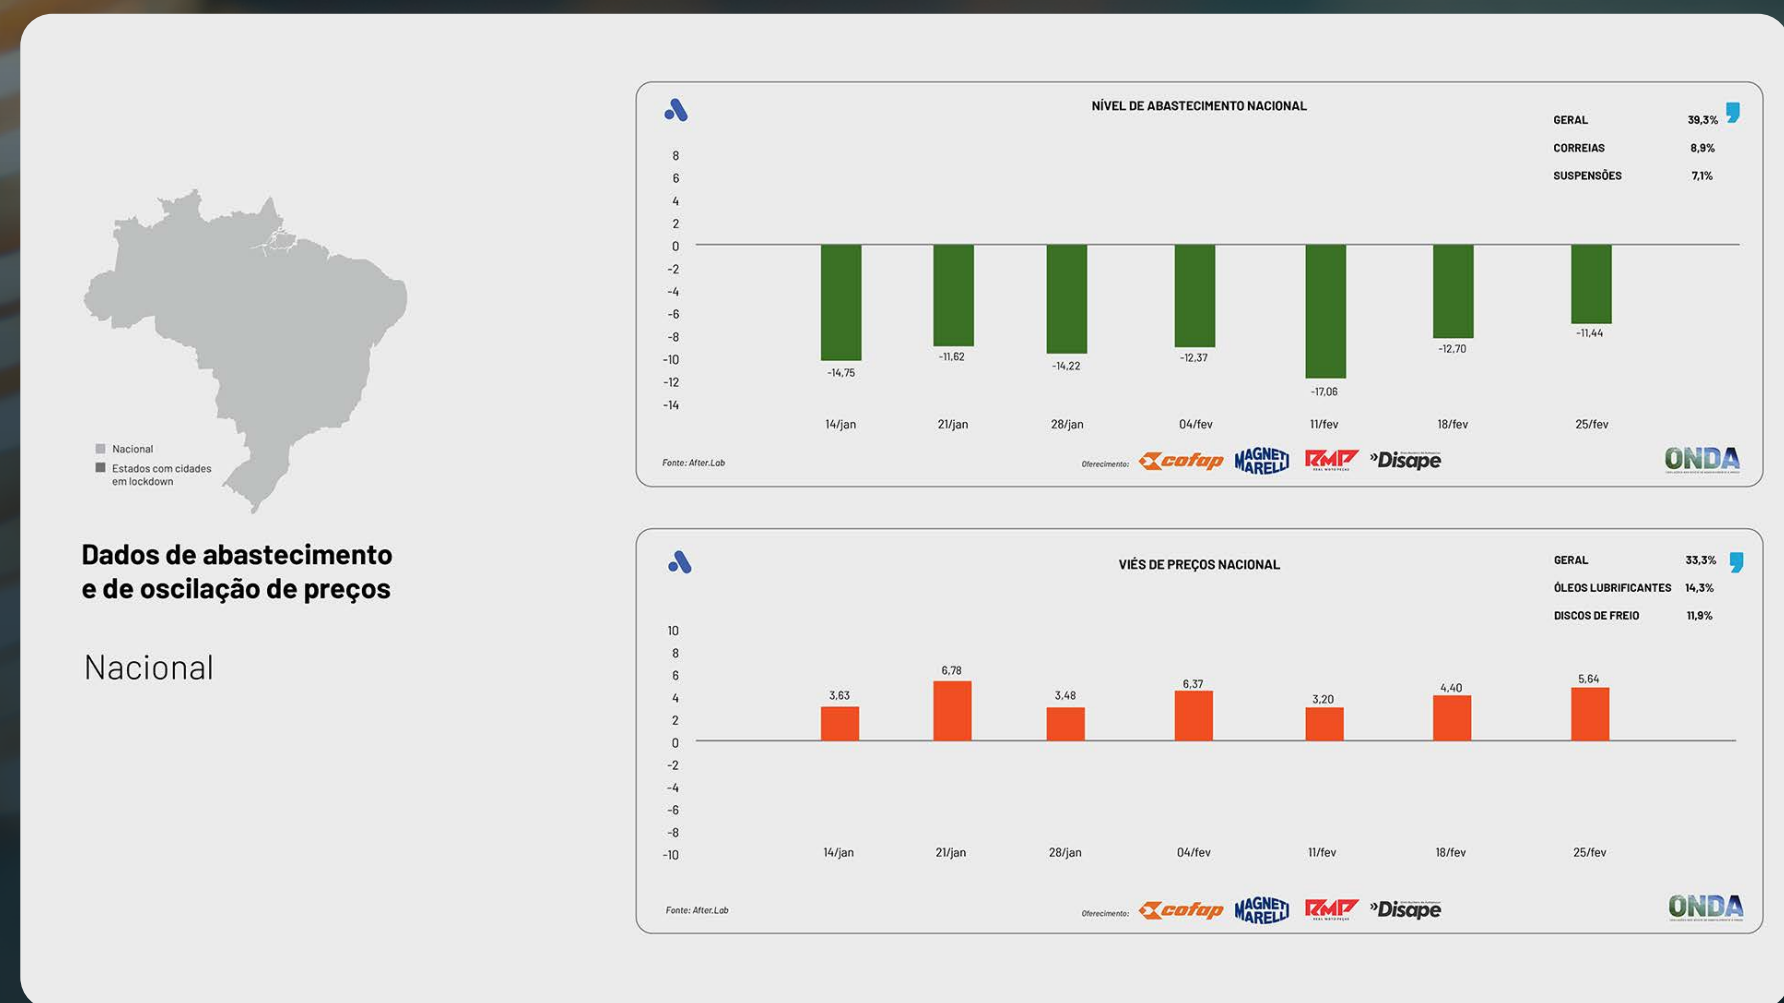 Nacional
Estados com cidades
em lockdown
Dados de abastecimento
e de oscilação de preços
Nacional
NÍVEL DE ABASTECIMENTO NACIONAL
GERAL 39,3%
CORREIAS 8,9%
SUSPENSÕES 7,1%
8
6
4
2
0
-2
-4
-6
-8
-10
-12
-14
-14,75
-11,62
-14,22
-12,37
-17,06
-12,70
-11,44
14/jan 21/jan 28/jan 04/fev 11/fev 18/fev 25/fev
Fonte: After.Lab
Oferecimento: cofap MAGNETI MARELLI RMP REAL MOTO PEÇAS »Disape
ONDA
VIÉS DE PREÇOS NACIONAL
GERAL 33,3%
ÓLEOS LUBRIFICANTES 14,3%
DISCOS DE FREIO 11,9%
10
8
6
4
2
0
-2
-4
-6
-8
-10
3,63
6,78
3,48
6,37
3,20
4,40
5,64
14/jan 21/jan 28/jan 04/fev 11/fev 18/fev 25/fev
Fonte: After.Lab
Oferecimento: cofap MAGNETI MARELLI RMP REAL MOTO PEÇAS »Disape
ONDA